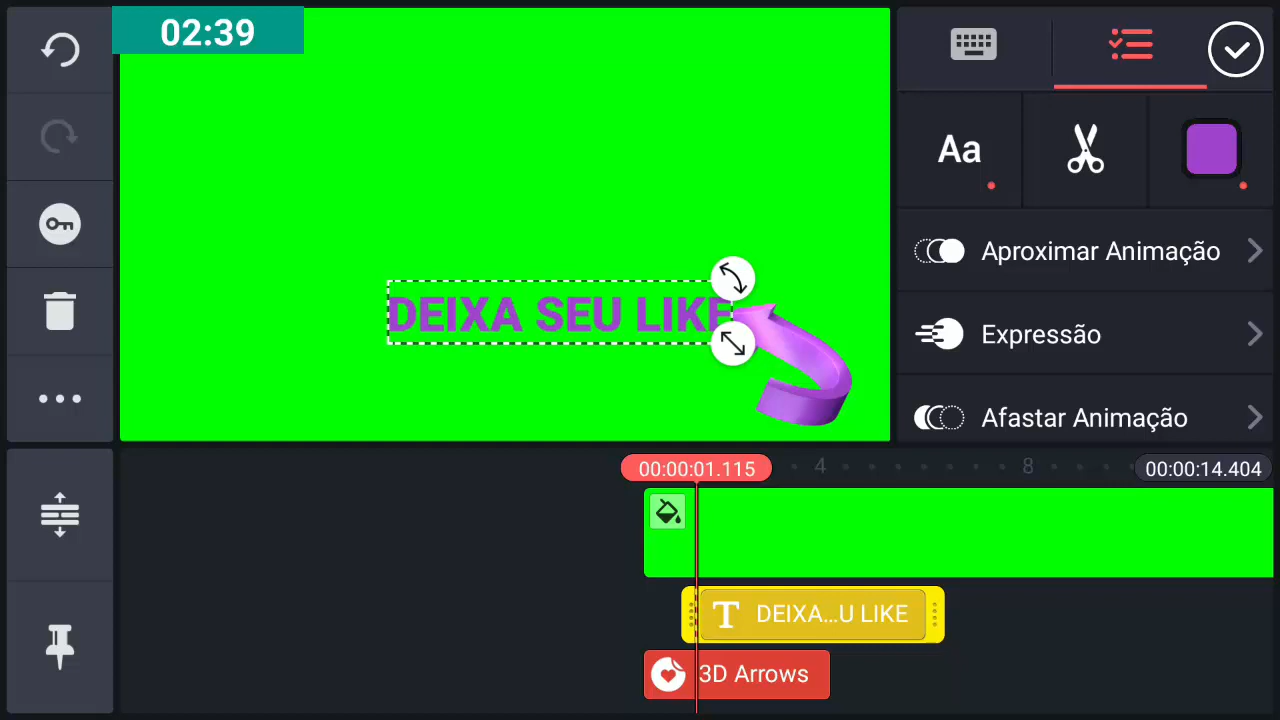 02:39
DEIXA SEU LIKE
Aa
Aproximar Animação
Expressão
Afastar Animação
00:00:01.115
4
8
00:00:14.404
T DEIXA...U LIKE
3D Arrows